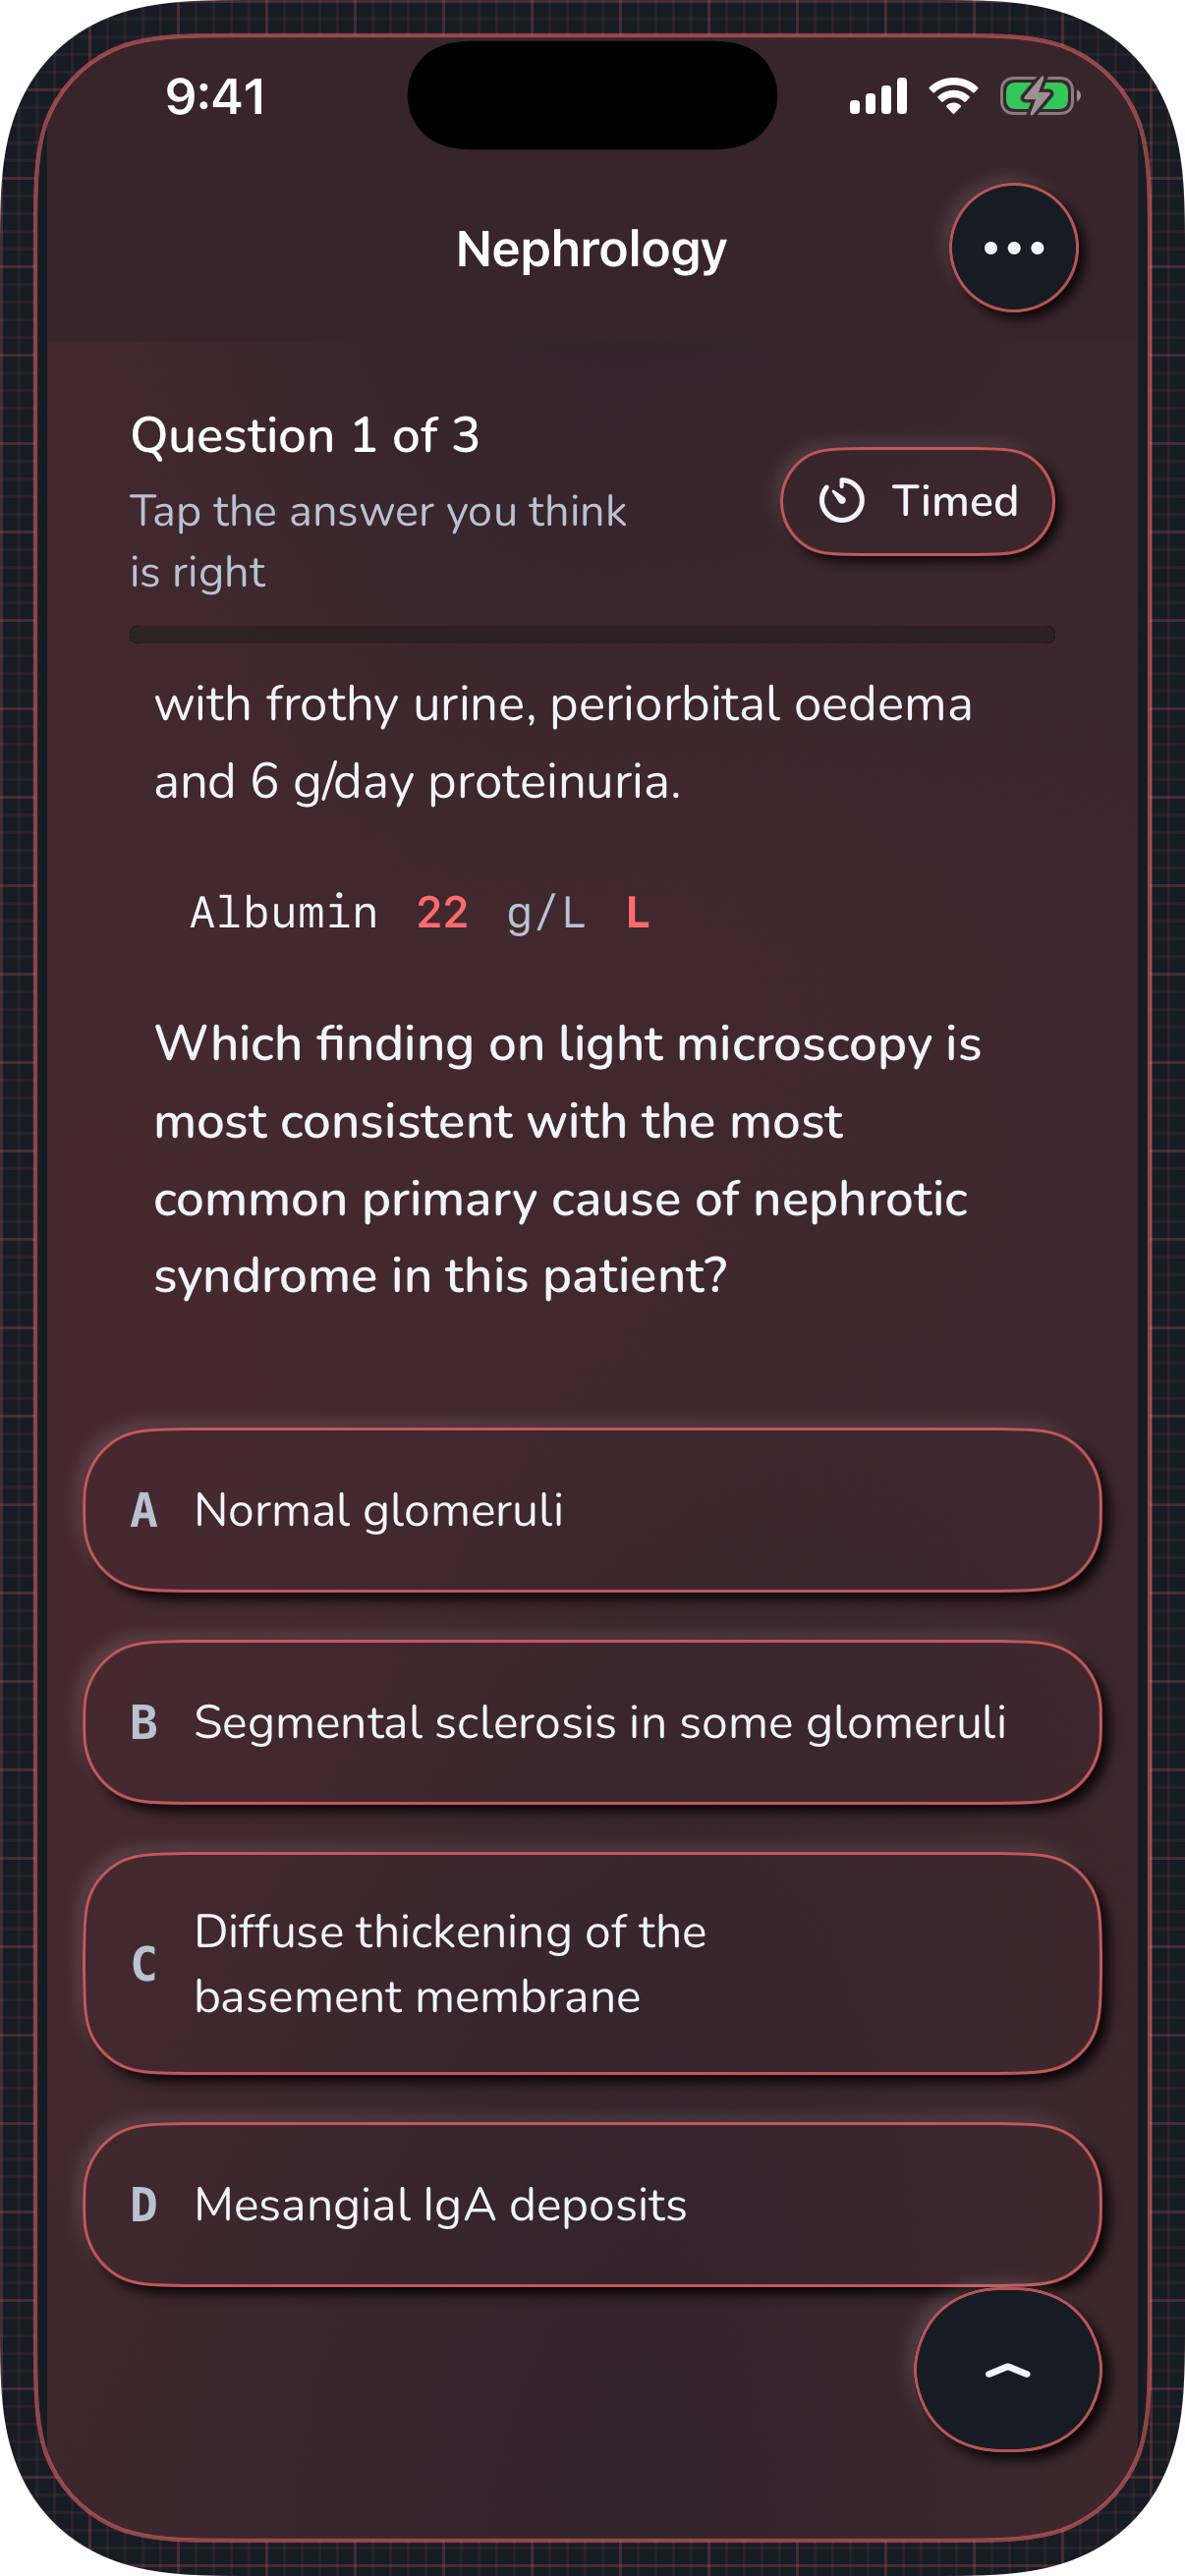 9:41
Nephrology
Question 1 of 3
Tap the answer you think
is right
Timed
with frothy urine, periorbital oedema
and 6 g/day proteinuria.
Albumin 22 g/L L
Which finding on light microscopy is
most consistent with the most
common primary cause of nephrotic
syndrome in this patient?
A Normal glomeruli
B Segmental sclerosis in some glomeruli
C Diffuse thickening of the
basement membrane
D Mesangial IgA deposits